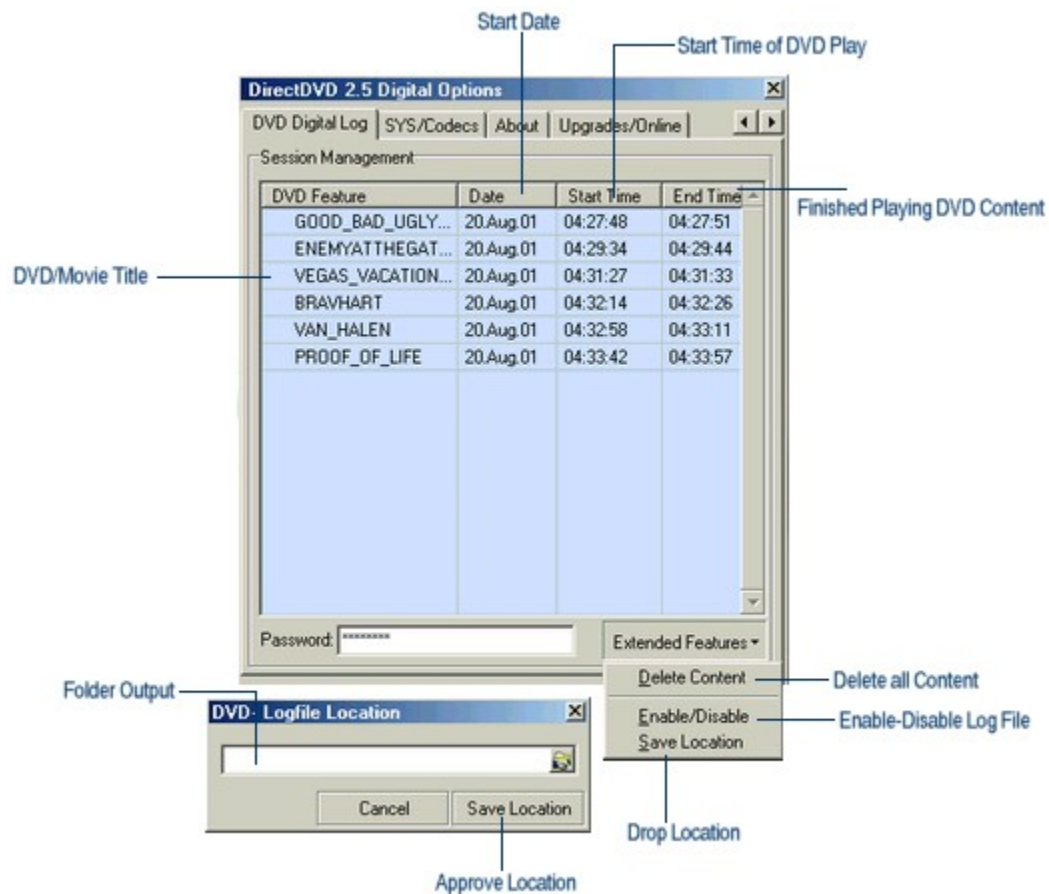 Start Date
Start Time of DVD Play
DirectDVD 2.5 Digital Options
DVD Digital Log SYS/Codecs About Upgrades/Online
Session Management
DVD Feature Date Start Time End Time
Finished Playing DVD Content
GOOD_BAD_UGLY... 20.Aug.01 04:27:48 04:27:51
ENEMYATTHEGAT... 20.Aug.01 04:29:34 04:29:44
DVD/Movie Title
VEGAS_VACATION... 20.Aug.01 04:31:27 04:31:33
BRAVHART 20.Aug.01 04:32:14 04:32:26
VAN_HALEN 20.Aug.01 04:32:58 04:33:11
PROOF_OF_LIFE 20.Aug.01 04:33:42 04:33:57
Password: ******** Extended Features
Delete Content
Delete all Content
Folder Output
DVD- Logfile Location
Enable/Disable
Enable-Disable Log File
Save Location
Cancel Save Location
Drop Location
Approve Location